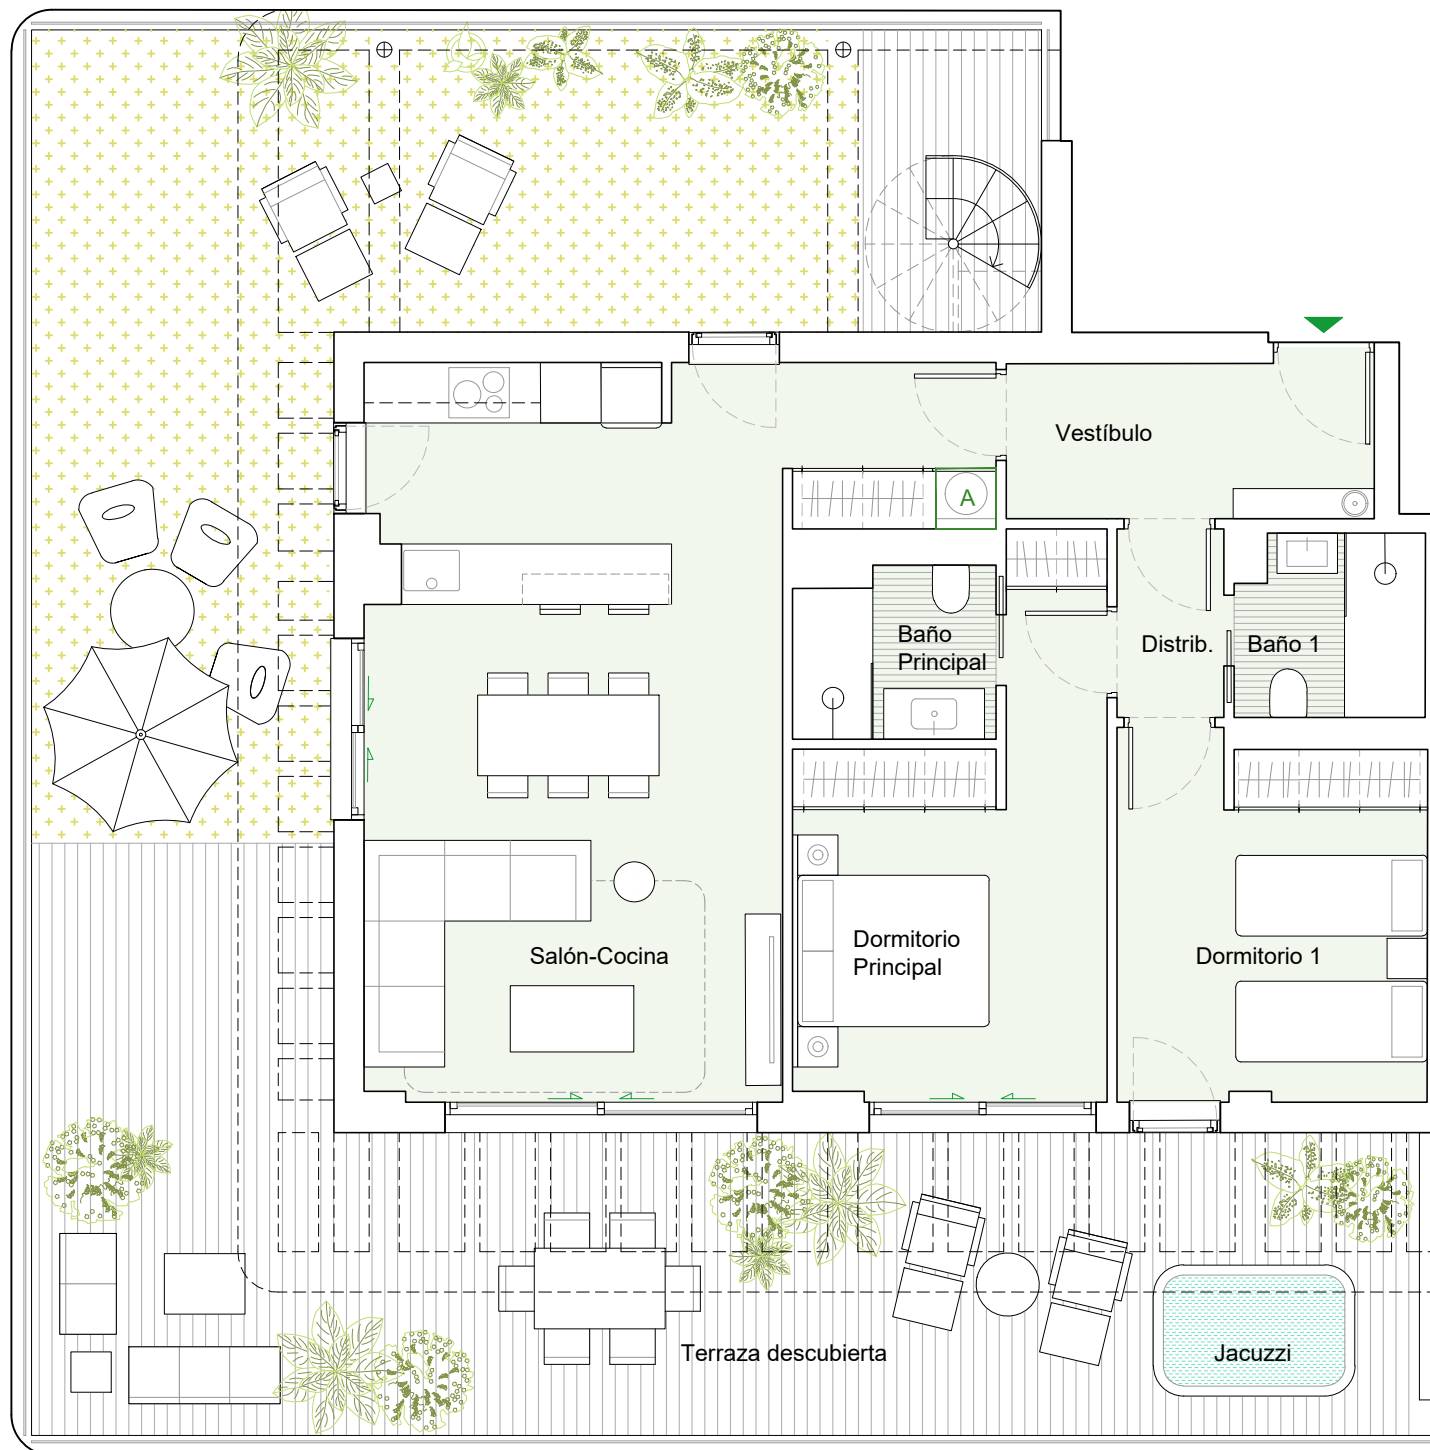 Vestíbulo
A
Baño
Principal
Distrib.
Baño 1
Dormitorio
Principal
Salón-Cocina
Dormitorio 1
Terraza descubierta
Jacuzzi